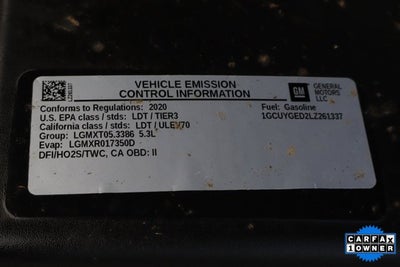 VEHICLE EMISSION
CONTROL INFORMATION
GM
GENERAL
MOTORS
LLC
Conforms to Regulations: 2020
U.S. EPA class / stds: LDT / TIER3
California class / stds: LDT / ULEV70
Group: LGMXT05.3386 5.3L
Evap: LGMXR017350D
DFI/HO2S/TWC, CA OBD: II
Fuel: Gasoline
1GCUYGED2LZ261337
CARFAX
1 OWNER